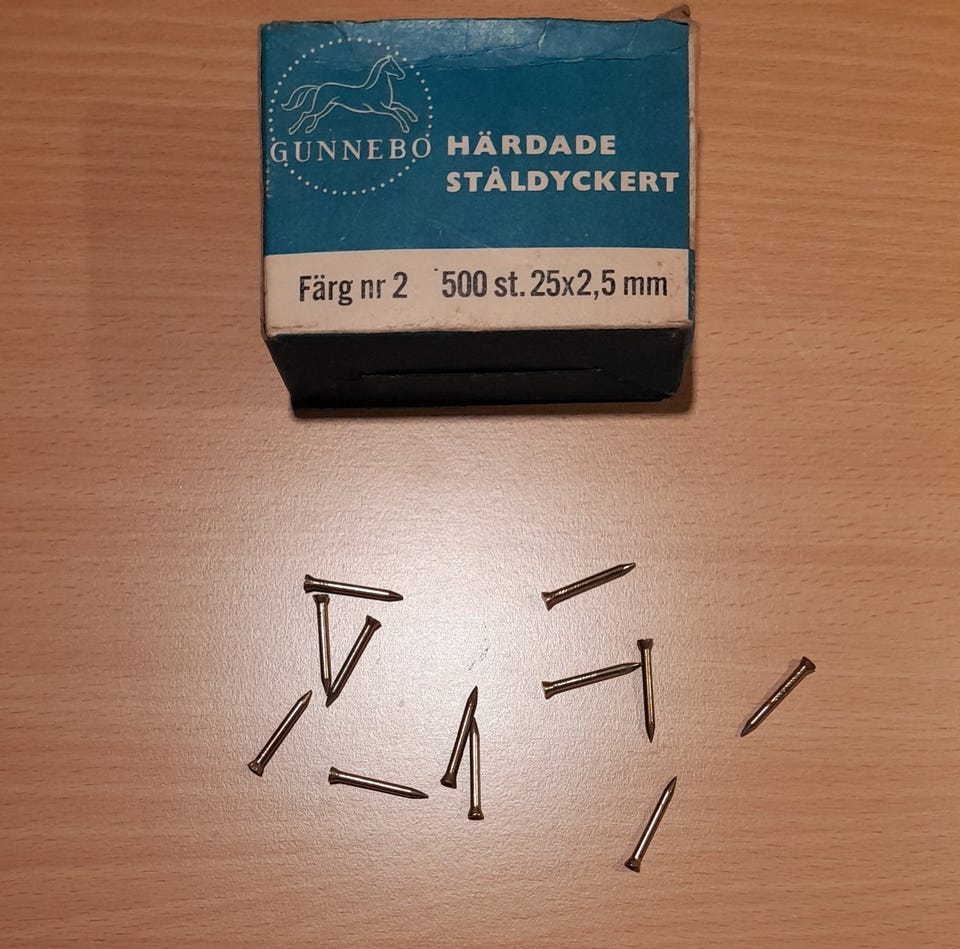 GUNNEBO
HÄRDADE
STÅLDYCKERT
Färg nr 2 500 st. 25x2,5 mm